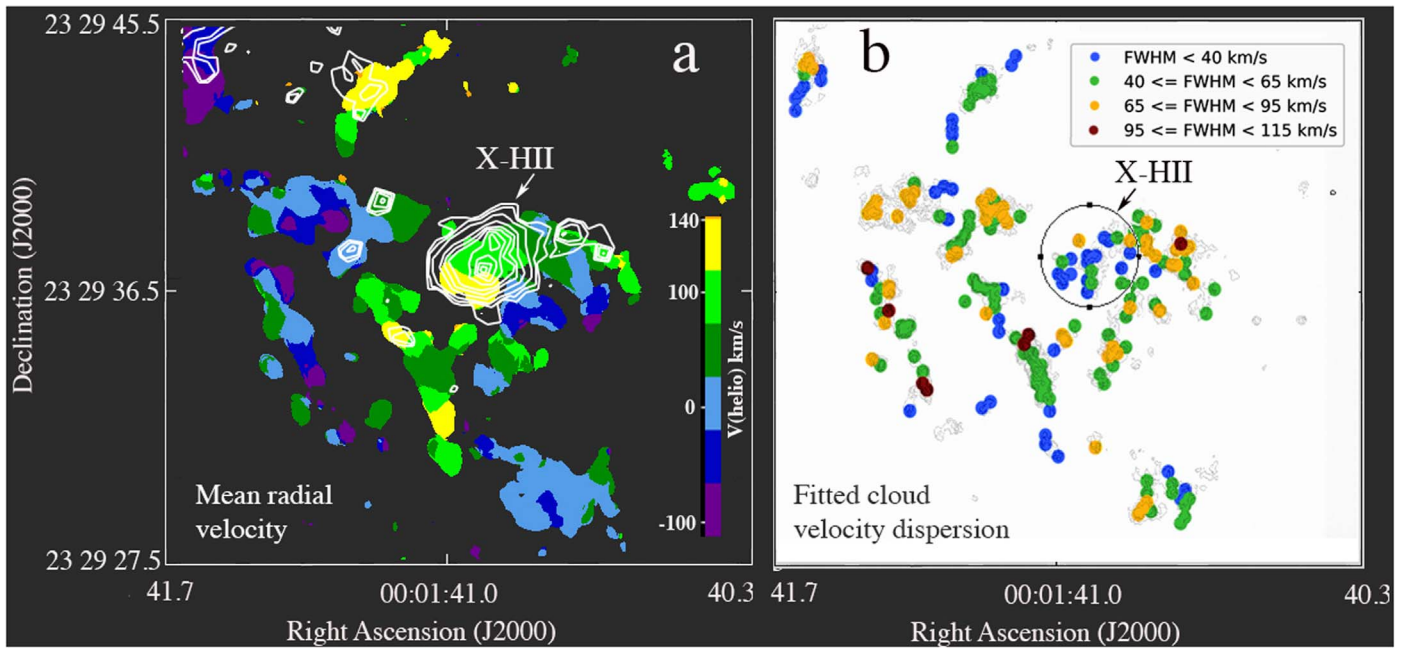 23 29 45.5
a
X-HII
140
100
0
-100
V(helio) km/s
Declination (J2000)
23 29 36.5
Mean radial
velocity
23 29 27.5
41.7
00:01:41.0
40.3
Right Ascension (J2000)
b
FWHM < 40 km/s
40 <= FWHM < 65 km/s
65 <= FWHM < 95 km/s
95 <= FWHM < 115 km/s
X-HII
Fitted cloud
velocity dispersion
41.7
00:01:41.0
40.3
Right Ascension (J2000)